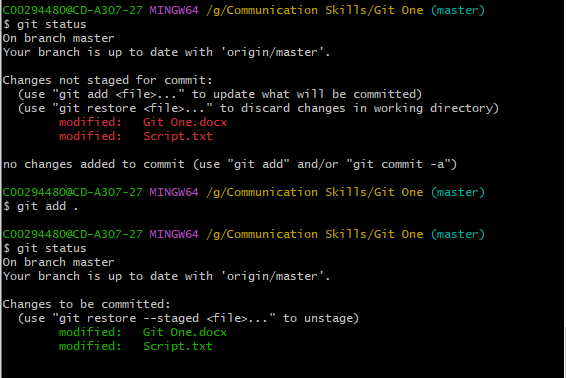 C00294480@CD-A307-27 MINGW64 /g/Communication Skills/Git One (master)
$ git status
On branch master
Your branch is up to date with 'origin/master'.
Changes not staged for commit:
(use "git add <file>..." to update what will be committed)
(use "git restore <file>..." to discard changes in working directory)
modified: Git One.docx
modified: Script.txt
no changes added to commit (use "git add" and/or "git commit -a")
C00294480@CD-A307-27 MINGW64 /g/Communication Skills/Git One (master)
$ git add .
C00294480@CD-A307-27 MINGW64 /g/Communication Skills/Git One (master)
$ git status
On branch master
Your branch is up to date with 'origin/master'.
Changes to be committed:
(use "git restore --staged <file>..." to unstage)
modified: Git One.docx
modified: Script.txt